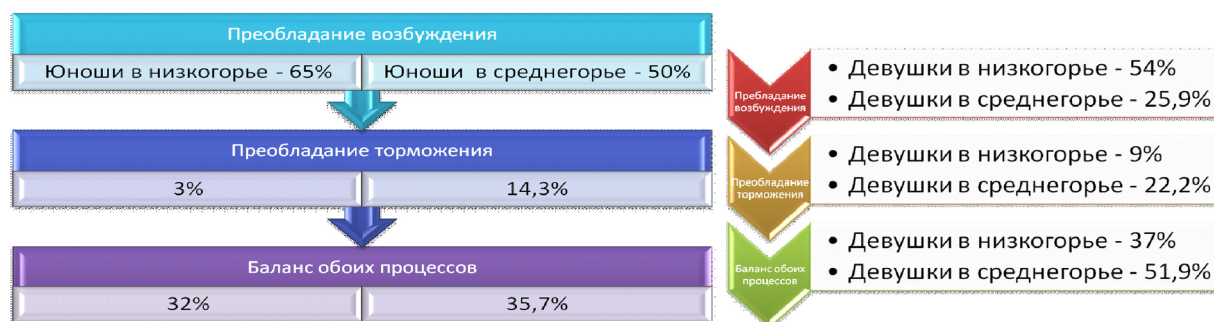 Преобладание возбуждения
Юноши в низкогорье - 65%
Юноши в среднегорье - 50%
Преобладание торможения
3%
14,3%
Баланс обоих процессов
32%
35,7%
Пребладание
возбуждения
• Девушки в низкогорье - 54%
• Девушки в среднегорье - 25,9%
Преобладание
торможения
• Девушки в низкогорье - 9%
• Девушки в среднегорье - 22,2%
Баланс обоих
процессов
• Девушки в низкогорье - 37%
• Девушки в среднегорье - 51,9%